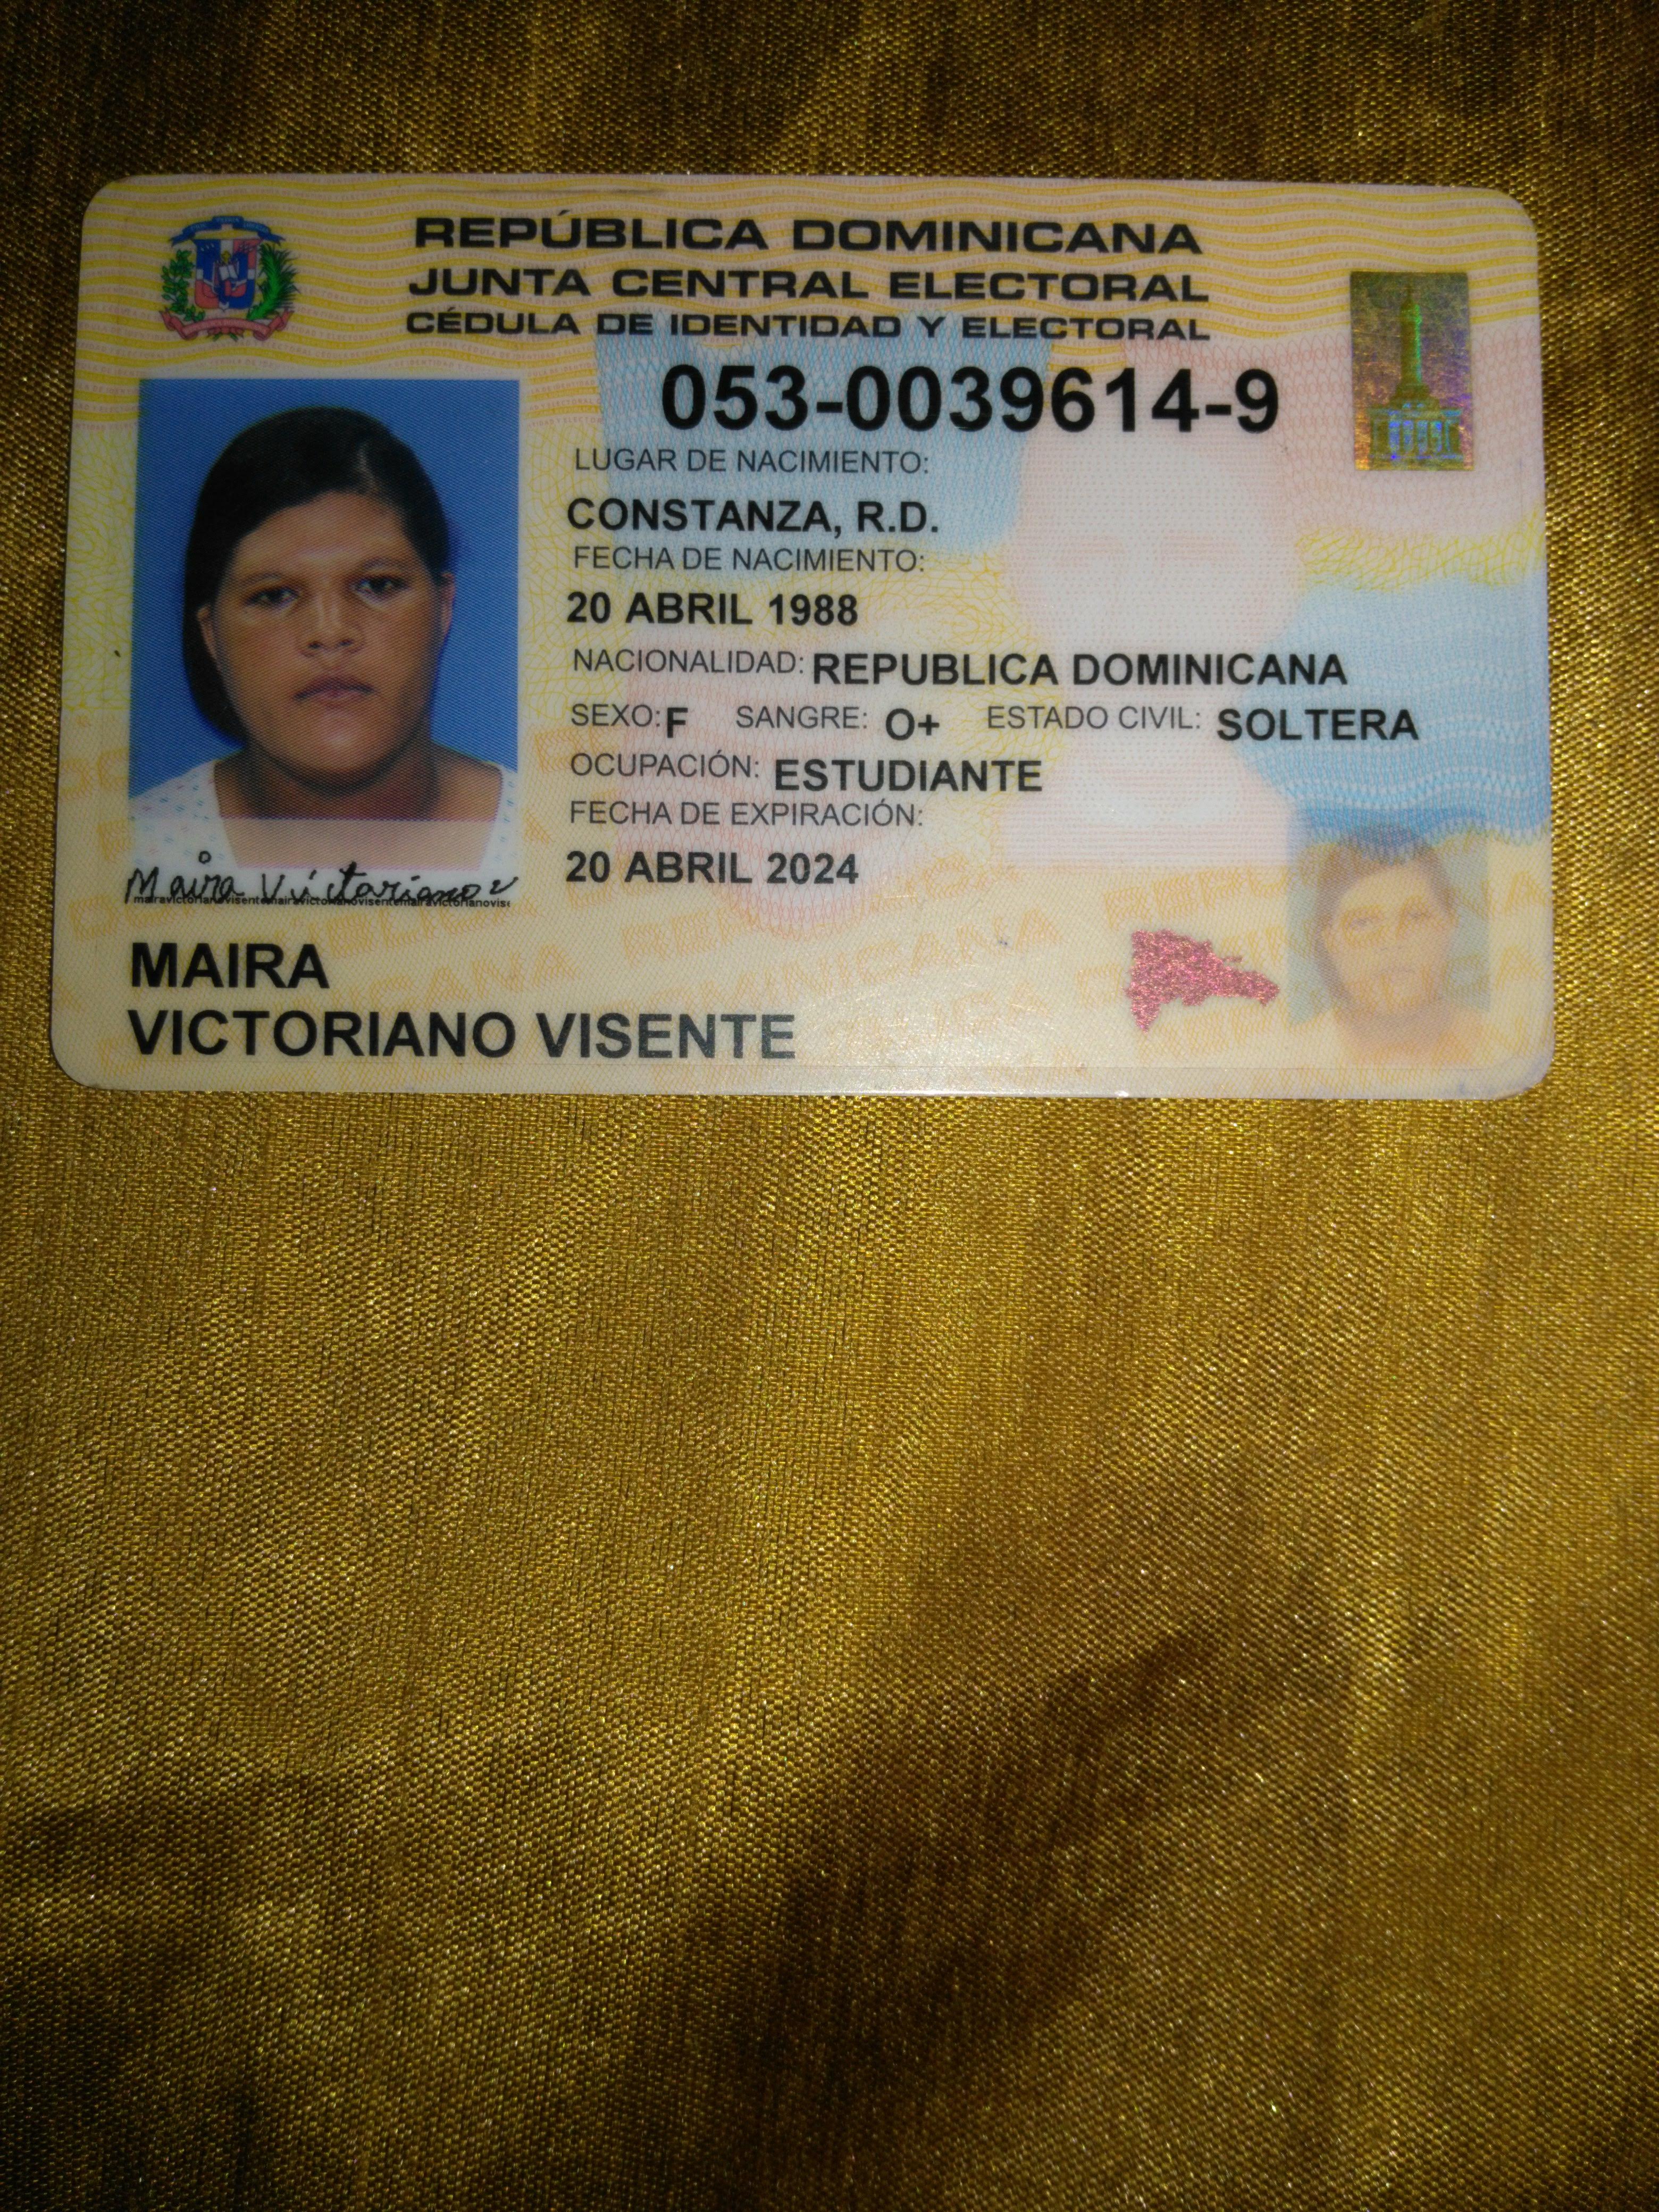 REPÚBLICA DOMINICANA
JUNTA CENTRAL ELECTORAL
CÉDULA DE IDENTIDAD Y ELECTORAL
053-0039614-9
LUGAR DE NACIMIENTO:
CONSTANZA, R.D.
FECHA DE NACIMIENTO:
20 ABRIL 1988
NACIONALIDAD: REPUBLICA DOMINICANA
SEXO: F SANGRE: O+ ESTADO CIVIL: SOLTERA
OCUPACIÓN: ESTUDIANTE
FECHA DE EXPIRACIÓN:
20 ABRIL 2024
Maira Victoriano v
mairavictorianovisentemairavictorianovisentemairavictorianovise
MAIRA
VICTORIANO VISENTE